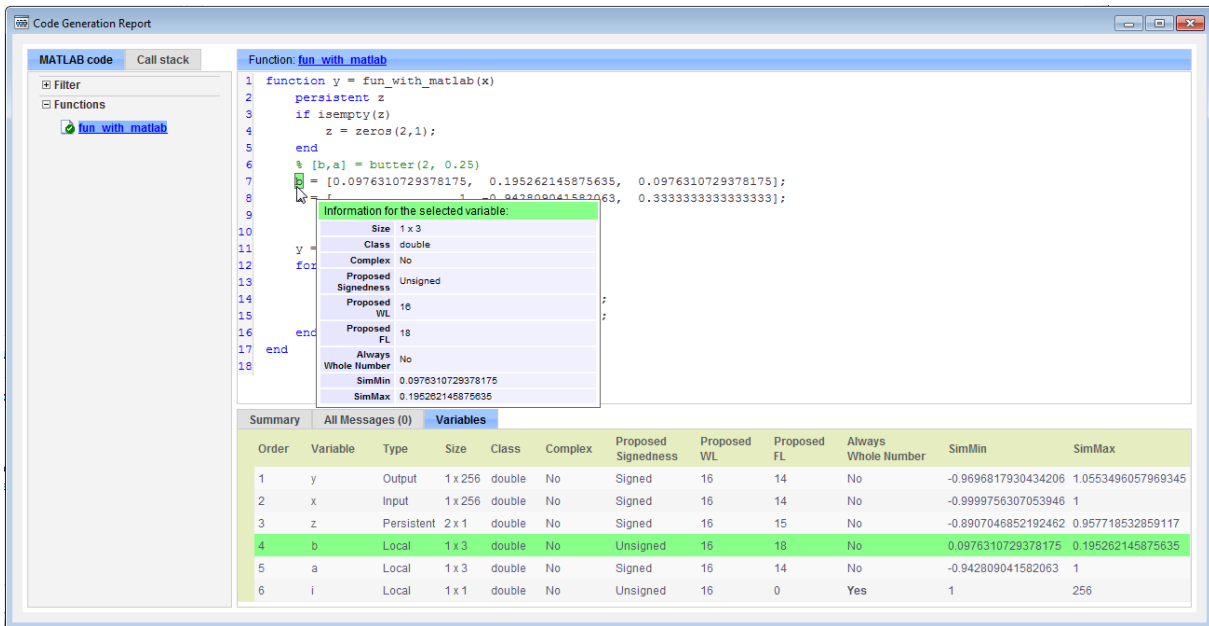 Code Generation Report
MATLAB code Call stack
Filter
Functions
fun_with_matlab
Function: fun_with_matlab
1 function y = fun_with_matlab(x)
2 persistent z
3 if isempty(z)
4 z = zeros(2,1);
5 end
6 % [b,a] = butter(2, 0.25)
7 b = [0.0976310729378175, 0.195262145875635, 0.0976310729378175];
8 = [ 1 -0.942809041582063, 0.3333333333333333];
9
10
11 y =
12 for
13
14 ;
15 ;
16 end
17 end
18
Information for the selected variable:
Size 1 x 3
Class double
Complex No
Proposed Signedness Unsigned
Proposed WL 16
Proposed FL 18
Always Whole Number No
SimMin 0.0976310729378175
SimMax 0.195262145875635
Summary All Messages (0) Variables
Order Variable Type Size Class Complex Proposed Signedness Proposed WL Proposed FL Always Whole Number SimMin SimMax
1 y Output 1 x 256 double No Signed 16 14 No -0.9696817930434206 1.0553496057969345
2 x Input 1 x 256 double No Signed 16 14 No -0.9999756307053946 1
3 z Persistent 2 x 1 double No Signed 16 15 No -0.8907046852192462 0.957718532859117
4 b Local 1 x 3 double No Unsigned 16 18 No 0.0976310729378175 0.195262145875635
5 a Local 1 x 3 double No Signed 16 14 No -0.942809041582063 1
6 i Local 1 x 1 double No Unsigned 16 0 Yes 1 256